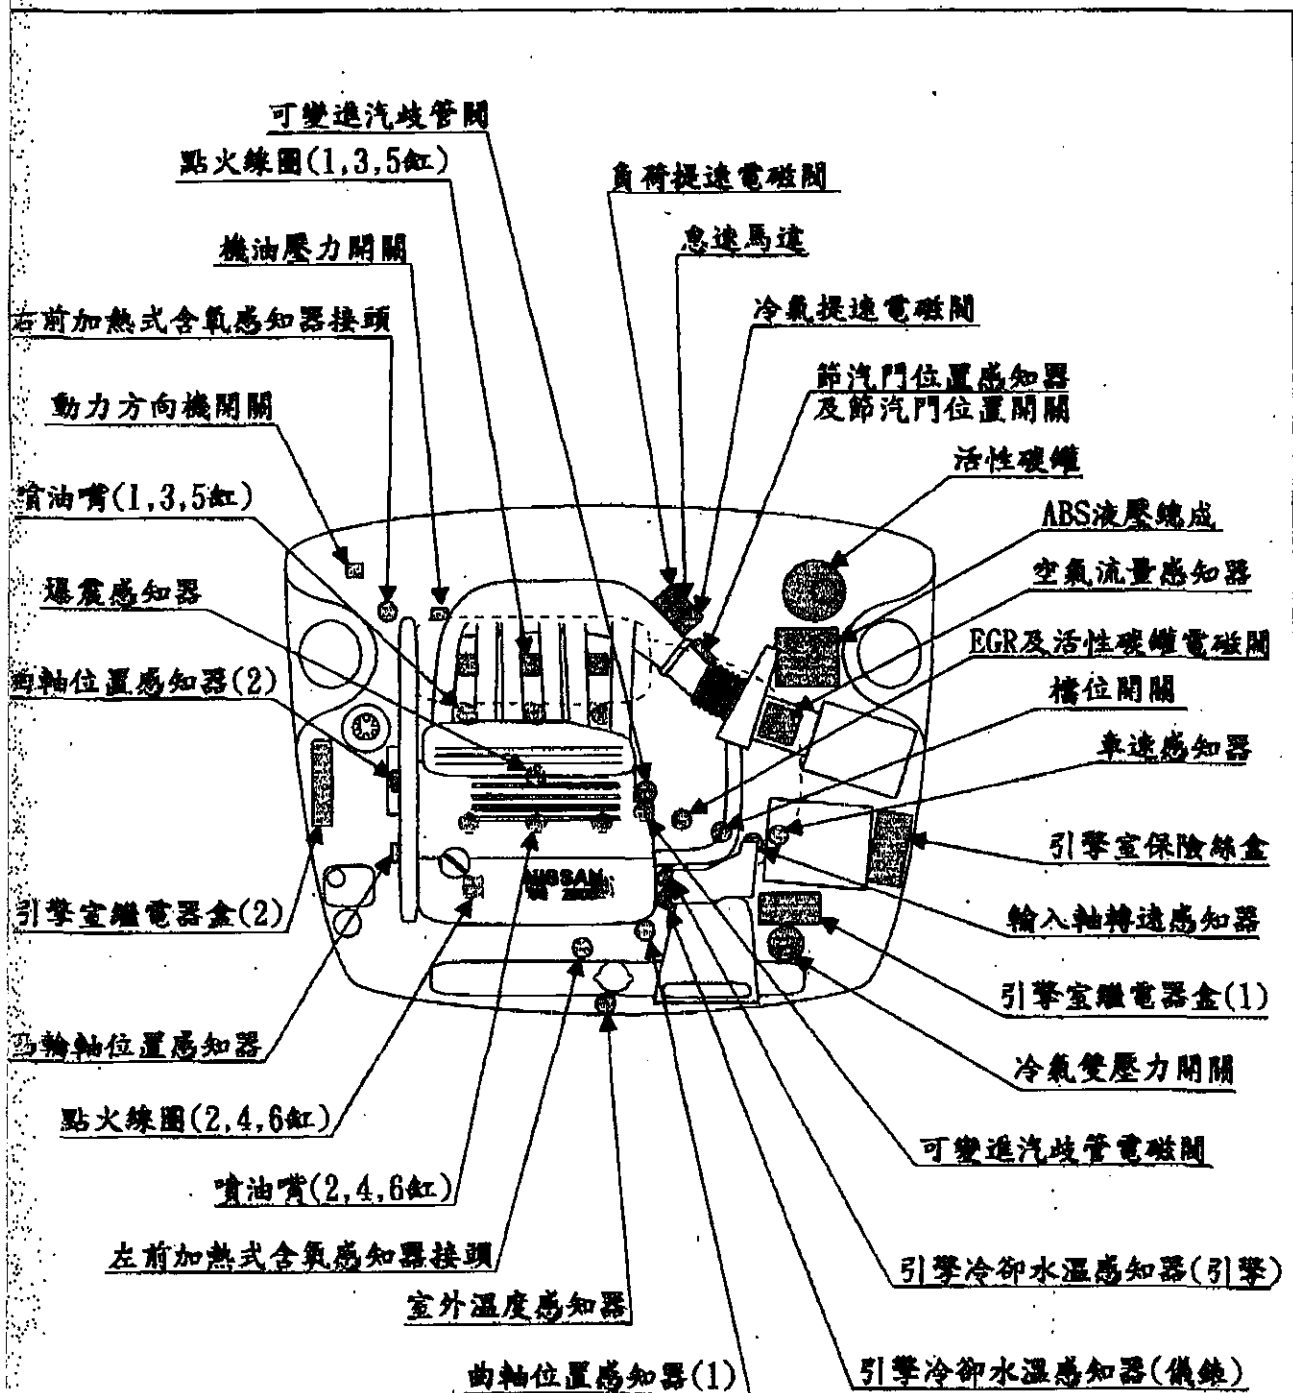 可變進汽歧管閥
點火線圈(1,3,5缸)
負荷提速電磁閥
怠速馬達
機油壓力開關
右前加熱式含氧感知器接頭
冷氣提速電磁閥
節汽門位置感知器
及節汽門位置開關
動力方向機開關
活性碳罐
噴油嘴(1,3,5缸)
ABS液壓總成
爆震感知器
空氣流量感知器
EGR及活性碳罐電磁閥
曲軸位置感知器(2)
檔位開關
車速感知器
引擎室保險絲盒
NISSAN
引擎室繼電器盒(2)
輸入軸轉速感知器
引擎室繼電器盒(1)
凸輪軸位置感知器
冷氣雙壓力開關
點火線圈(2,4,6缸)
可變進汽歧管電磁閥
噴油嘴(2,4,6缸)
左前加熱式含氧感知器接頭
引擎冷卻水溫感知器(引擎)
室外溫度感知器
曲軸位置感知器(1)
引擎冷卻水溫感知器(儀錶)